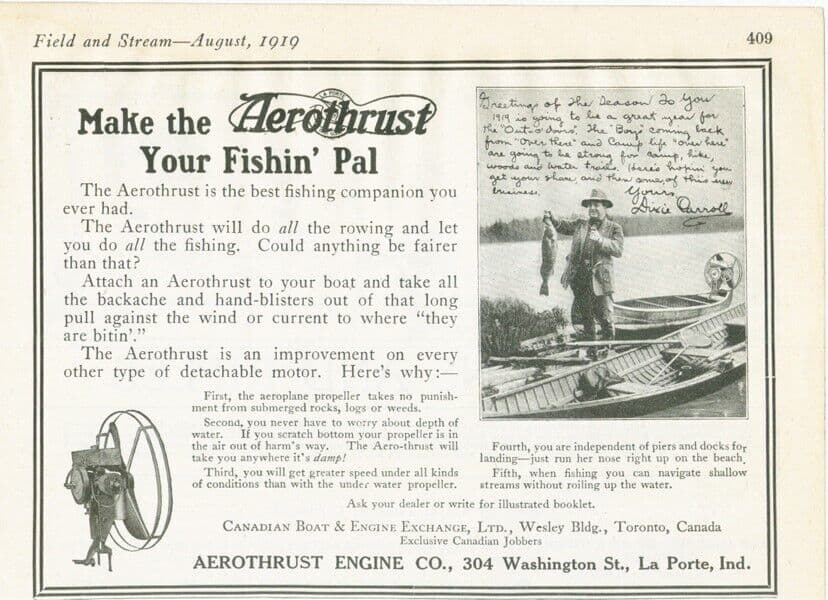 Field and Stream—August, 1919
409
Make the
LA PORTE
Aerothrust
Your Fishin' Pal
The Aerothrust is the best fishing companion you
ever had.
The Aerothrust will do all the rowing and let
you do all the fishing. Could anything be fairer
than that?
Attach an Aerothrust to your boat and take all
the backache and hand-blisters out of that long
pull against the wind or current to where "they
are bitin'."
The Aerothrust is an improvement on every
other type of detachable motor. Here's why:—
First, the aeroplane propeller takes no punish-
ment from submerged rocks, logs or weeds.
Second, you never have to worry about depth of
water. If you scratch bottom your propeller is in
the air out of harm's way. The Aero-thrust will
take you anywhere it's damp!
Third, you will get greater speed under all kinds
of conditions than with the under water propeller.
Greetings of the Season To You
1919 is going to be a great year for
the "Out-o'-doors". The "Boys" coming back
from "Over there" and Camp life "over here"
are going to be strong for camp, hike,
woods and water trails. Here's hopin' you
get your share, and then some, of this new
business.
Yours
Dixie Carroll
Fourth, you are independent of piers and docks for
landing—just run her nose right up on the beach.
Fifth, when fishing you can navigate shallow
streams without roiling up the water.
Ask your dealer or write for illustrated booklet.
CANADIAN BOAT & ENGINE EXCHANGE, LTD., Wesley Bldg., Toronto, Canada
Exclusive Canadian Jobbers
AEROTHRUST ENGINE CO., 304 Washington St., La Porte, Ind.